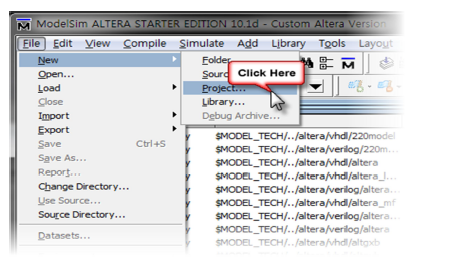 ModelSim ALTERA STARTER EDITION 10.1d - Custom Altera Version
File Edit View Compile Simulate Add Library Tools Layout
New
Open...
Load
Close
Import
Export
Save Ctrl+S
Save As...
Report...
Change Directory...
Use Source...
Source Directory...
Datasets...
Folder
Sourc
Click Here
Project...
Library...
Debug Archive...
y $MODEL_TECH/../altera/vhdl/220model
y $MODEL_TECH/../altera/verilog/220m...
y $MODEL_TECH/../altera/vhdl/altera
y $MODEL_TECH/../altera/vhdl/altera_l...
y $MODEL_TECH/../altera/verilog/altera...
y $MODEL_TECH/../altera/vhdl/altera_mf
y $MODEL_TECH/../altera/verilog/altera...
$MODEL_TECH/../altera/vhdl/altgxb
$MODEL_TECH/../altera/verilog/altgxb